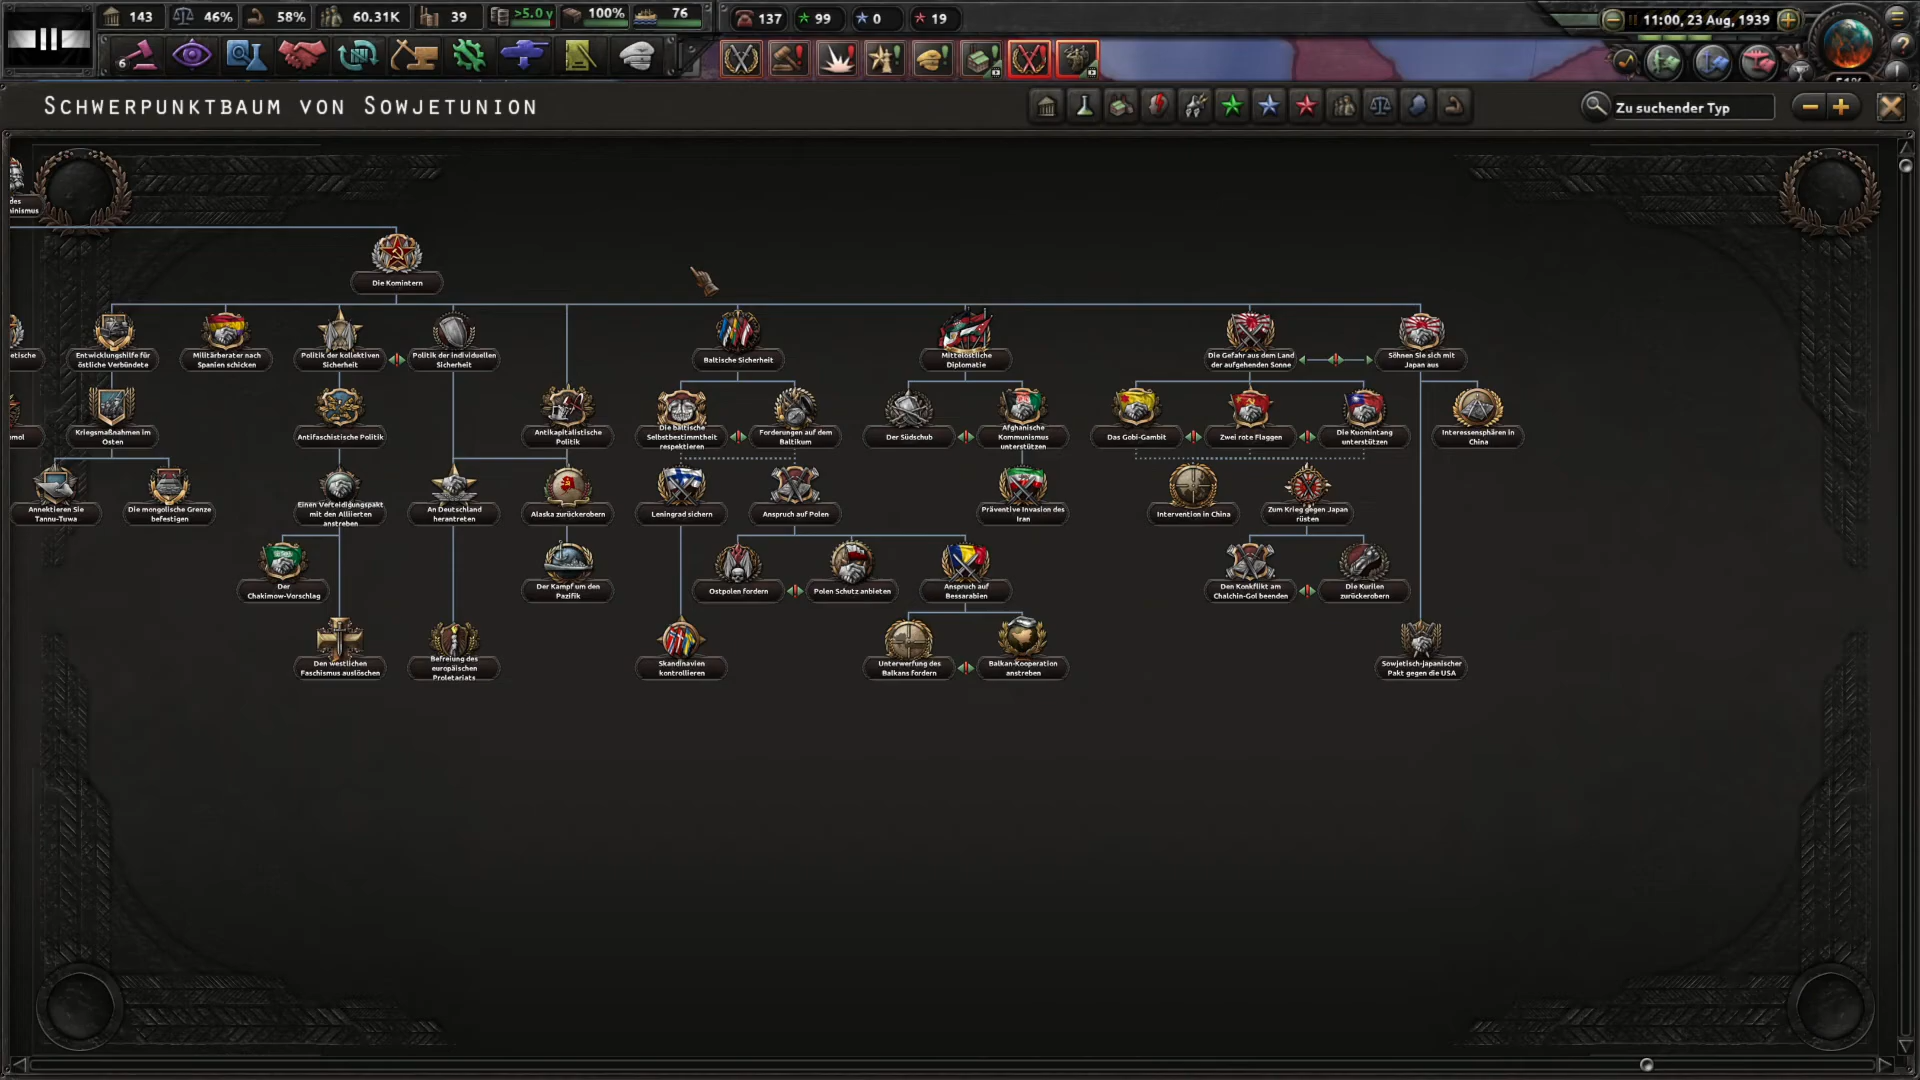 143
46%
58%
60.31K
39
>5.0 y
100%
76
137
99
0
19
11:00, 23 Aug, 1939
6
51%
Schwerpunktbaum von Sowjetunion
Zu suchender Typ
des
Die Komintern
etische
Entwicklungshilfe für
östliche Verbündete
Militärberater nach
Spanien schicken
Politik der kollektiven
Sicherheit
Politik der individuellen
Sicherheit
Baltische Sicherheit
Mittelöstliche
Diplomatie
Die Gefahr aus dem Land
der aufgehenden Sonne
Söhnen Sie sich mit
Japan aus
mol
Kriegsmaßnahmen im
Osten
Antifaschistische Politik
Antikapitalistische
Politik
Die baltische
Selbstbestimmtheit
respektieren
Forderungen auf dem
Baltikum
Der Südschub
Afghanische
Kommunismus
unterstützen
Das Gobi-Gambit
Zwei rote Flaggen
Die Kuomintang
unterstützen
Interessensphären in
China
Annektieren Sie
Tannu-Tuwa
Die mongolische Grenze
befestigen
Einen Verteidigungspakt
mit den Alliierten
anstreben
An Deutschland
herantreten
Alaska zurückerobern
Leningrad sichern
Anspruch auf Polen
Präventive Invasion des
Iran
Intervention in China
Zum Krieg gegen Japan
rüsten
Der
Chakimow-Vorschlag
Der Kampf um den
Pazifik
Ostpolen fordern
Polen Schutz anbieten
Anspruch auf
Bessarabien
Den Konkflikt am
Chalchin-Gol beenden
Die Kurilen
zurückerobern
Den westlichen
Faschismus auslöschen
Befreiung des
europäischen
Proletariats
Skandinavien
kontrollieren
Unterwerfung des
Balkans fordern
Balkan-Kooperation
anstreben
Sowjetisch-japanischer
Pakt gegen die USA